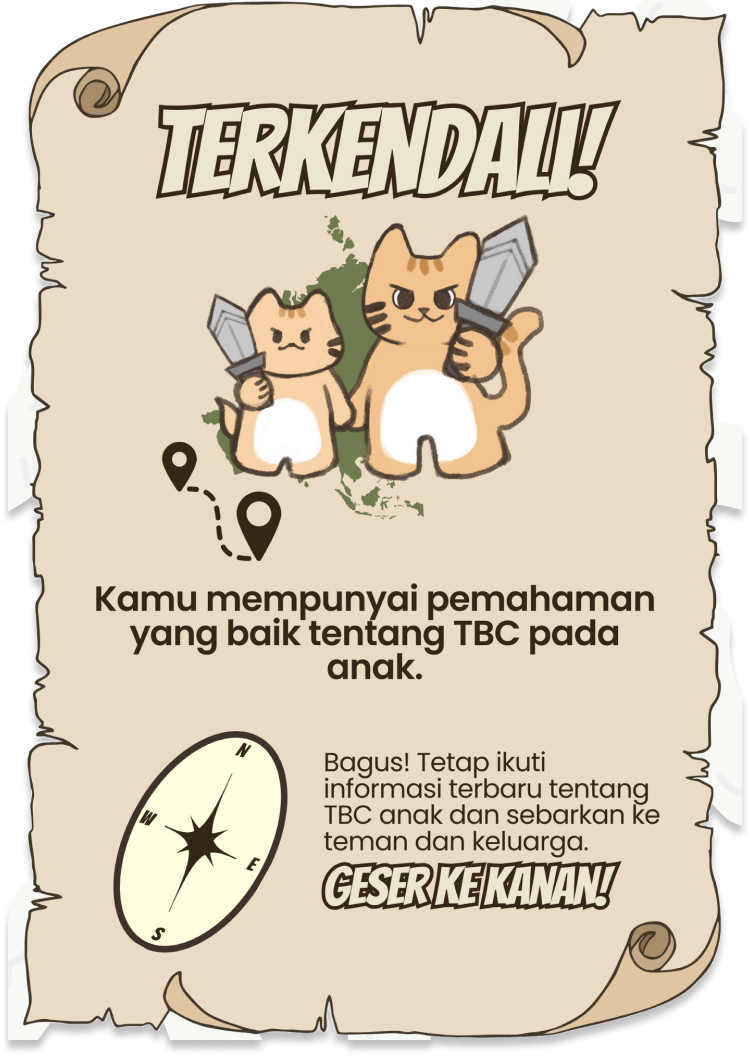 TERKENDALI!
Kamu mempunyai pemahaman
yang baik tentang TBC pada
anak.
N
W
E
S
Bagus! Tetap ikuti
informasi terbaru tentang
TBC anak dan sebarkan ke
teman dan keluarga.
GESER KE KANAN!